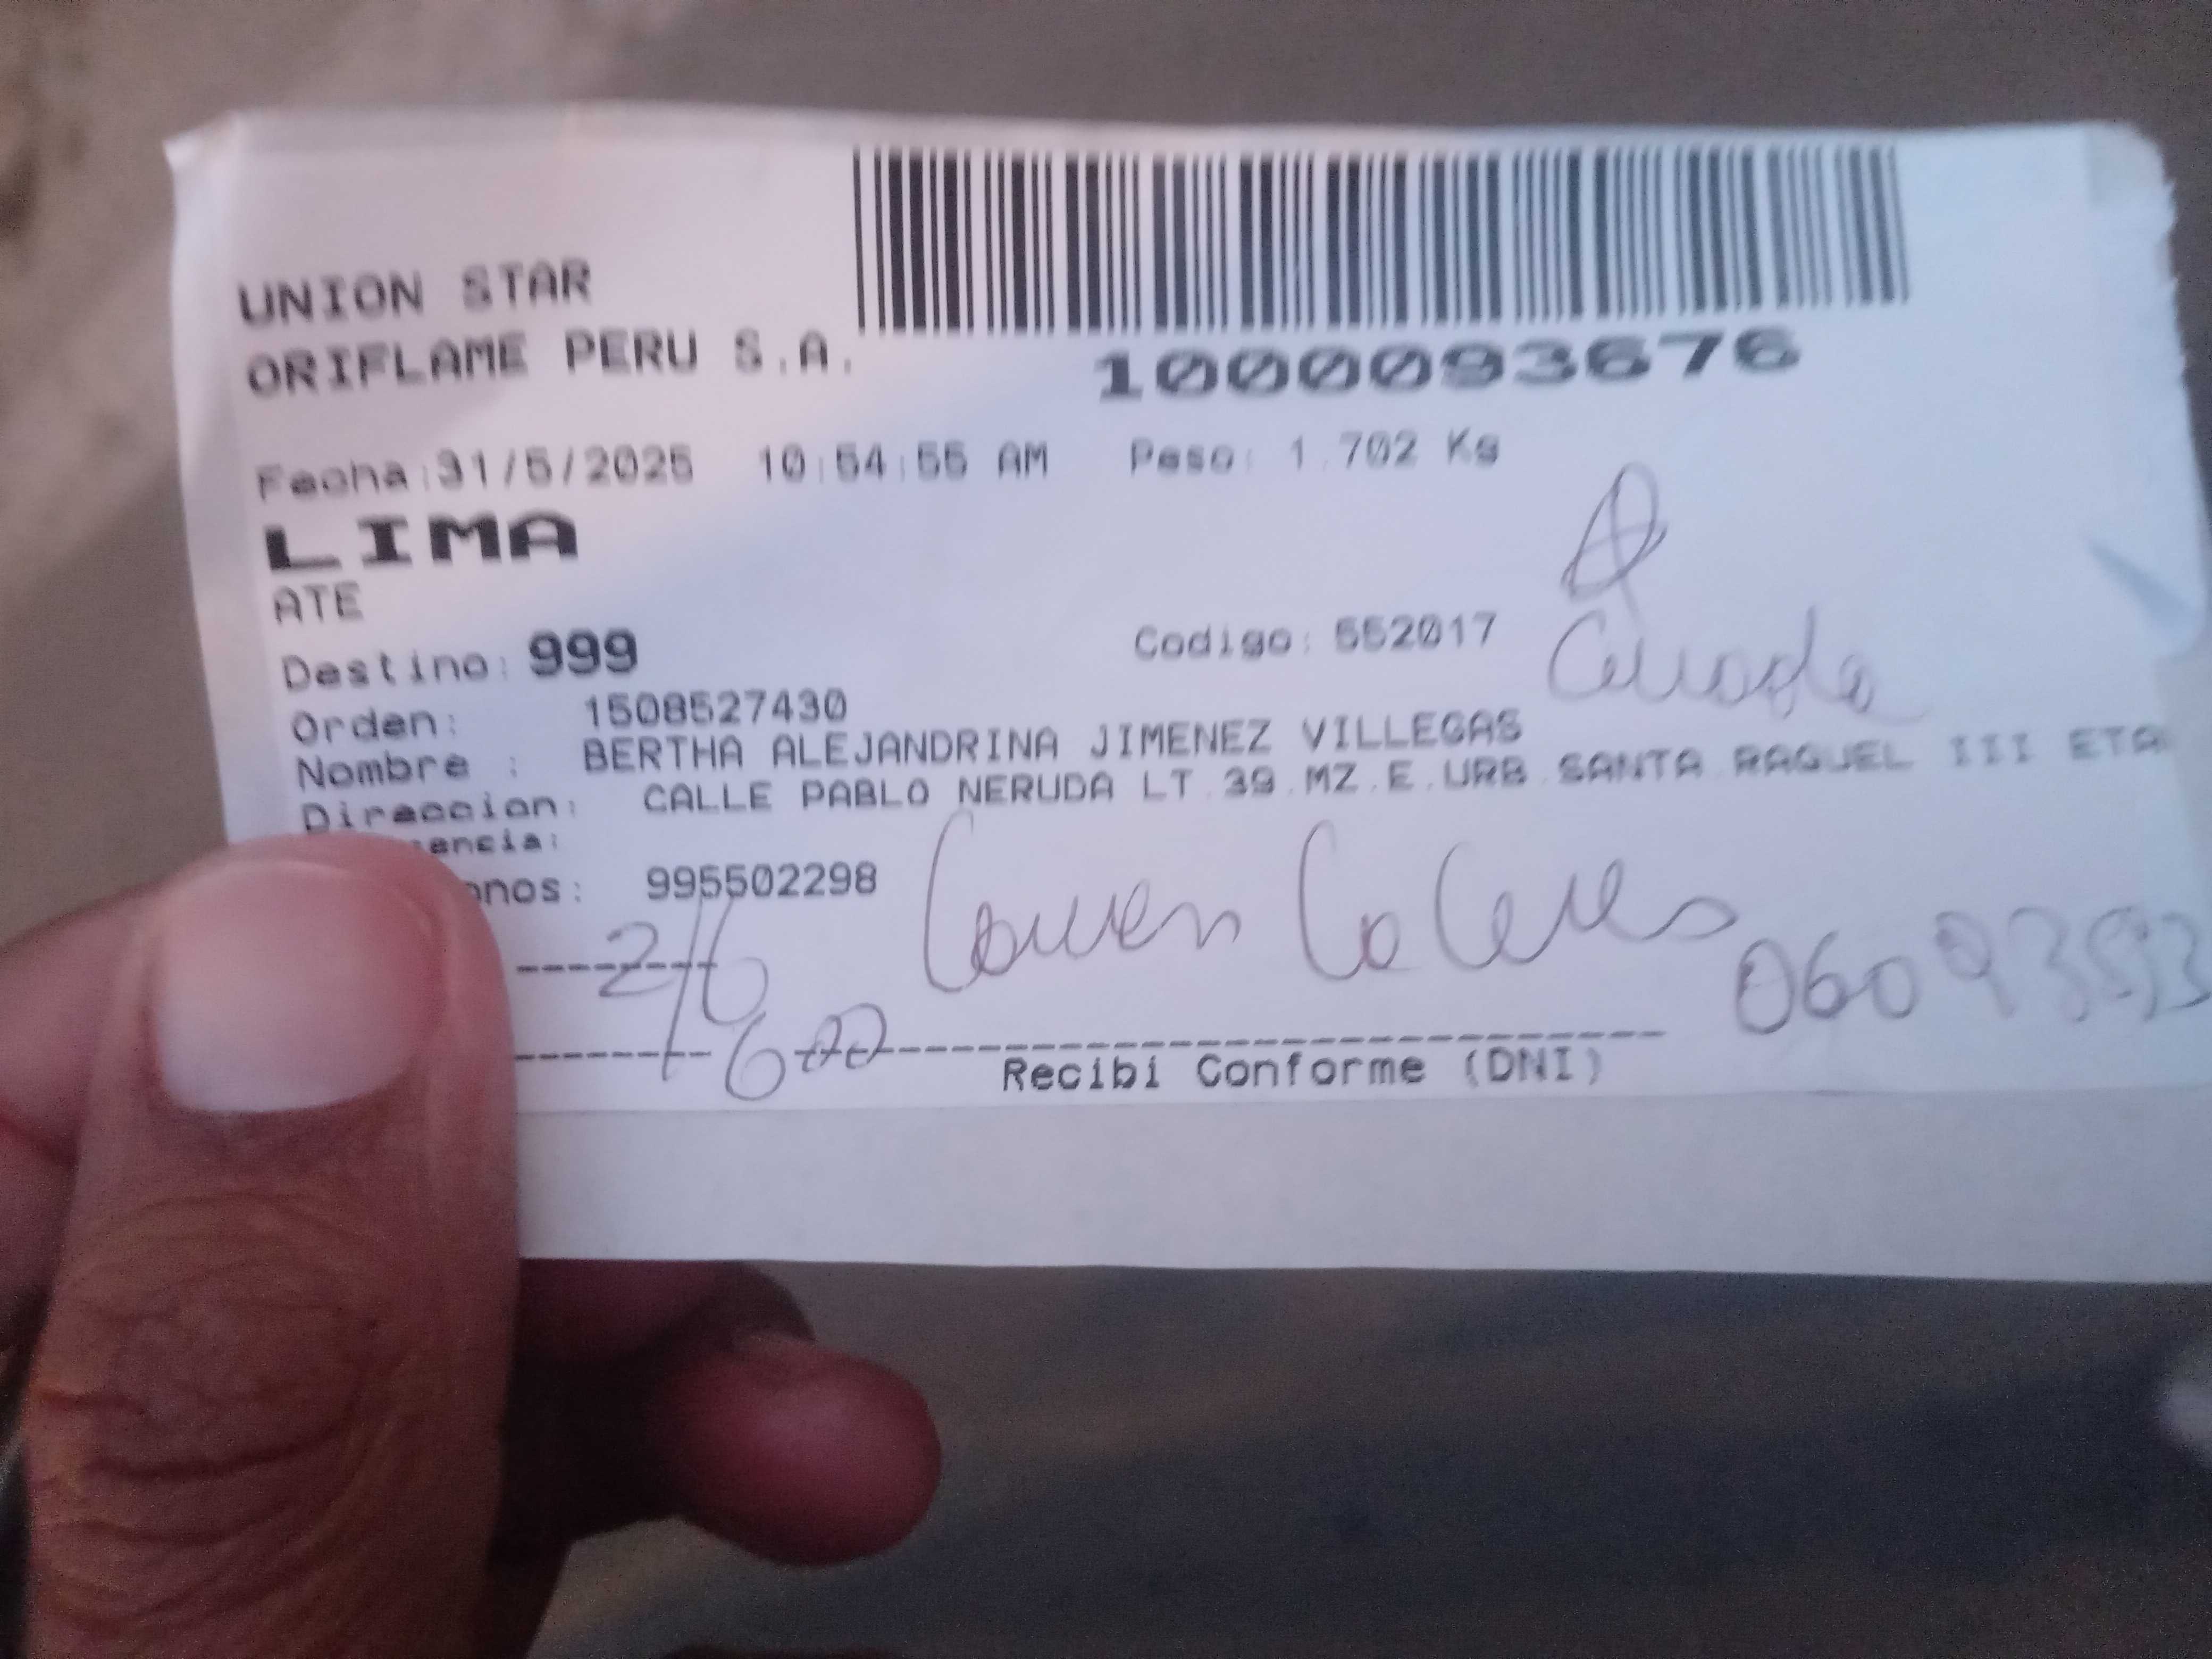 UNION STAR
ORIFLAME PERU S.A.
1000093676
Fecha:31/5/2025 10:54:55 AM Peso: 1.702 Kg
LIMA
ATE
Destino: 999 Codigo: 552017
Orden: 1508527430
Nombre : BERTHA ALEJANDRINA JIMENEZ VILLEGAS
Direccion: CALLE PABLO NERUDA LT.39.MZ.E.URB.SANTA RAQUEL III ETA
encia:
onos: 995502298
2/6
Recibi Conforme (DNI)